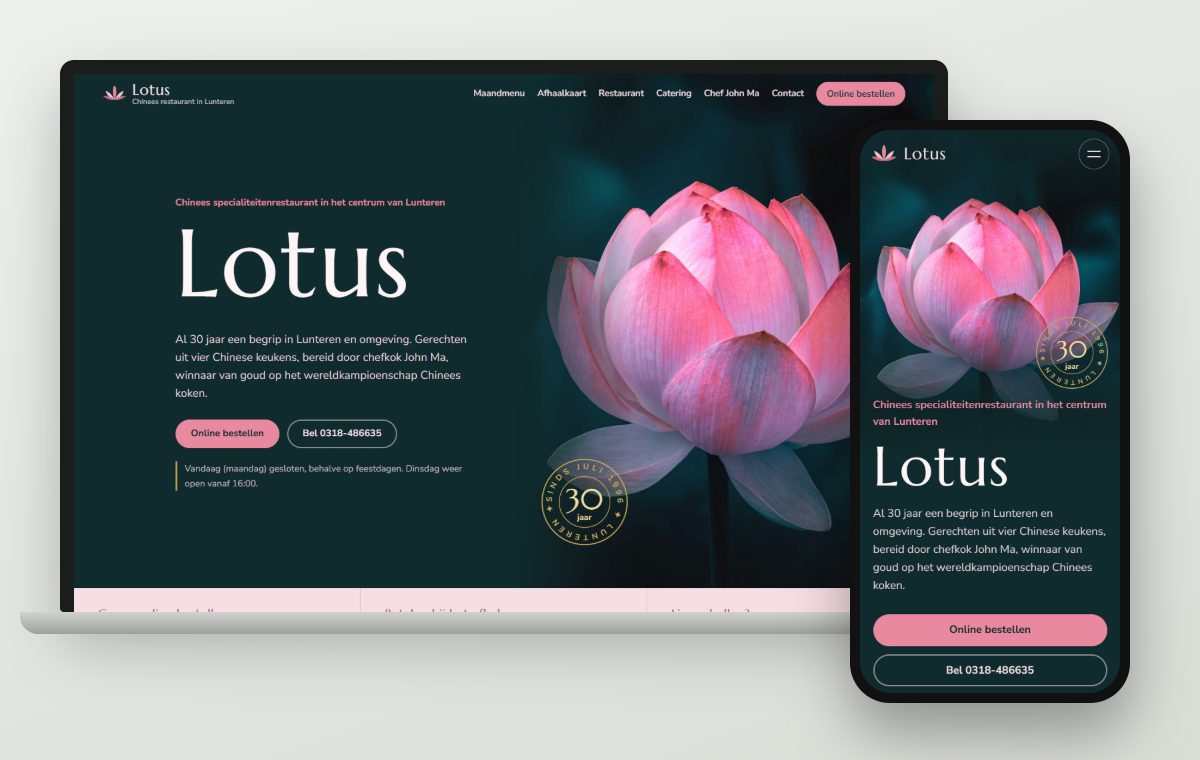 Lotus
Chinees restaurant in Lunteren
Maandmenu Afhaalkaart Restaurant Catering Chef John Ma Contact Online bestellen
Chinees specialiteitenrestaurant in het centrum van Lunteren
Lotus
Al 30 jaar een begrip in Lunteren en omgeving. Gerechten
uit vier Chinese keukens, bereid door chefkok John Ma,
winnaar van goud op het wereldkampioenschap Chinees
koken.
Online bestellen Bel 0318-486635
Vandaag (maandag) gesloten, behalve op feestdagen. Dinsdag weer
open vanaf 16:00.
SINDS JULI 1996 ✦ LUNTEREN ✦
30
jaar
Lotus
SINDS JULI 1996 ✦ LUNTEREN ✦
30
jaar
Chinees specialiteitenrestaurant in het centrum
van Lunteren
Lotus
Al 30 jaar een begrip in Lunteren en
omgeving. Gerechten uit vier Chinese keukens,
bereid door chefkok John Ma, winnaar van
goud op het wereldkampioenschap Chinees
koken.
Online bestellen
Bel 0318-486635